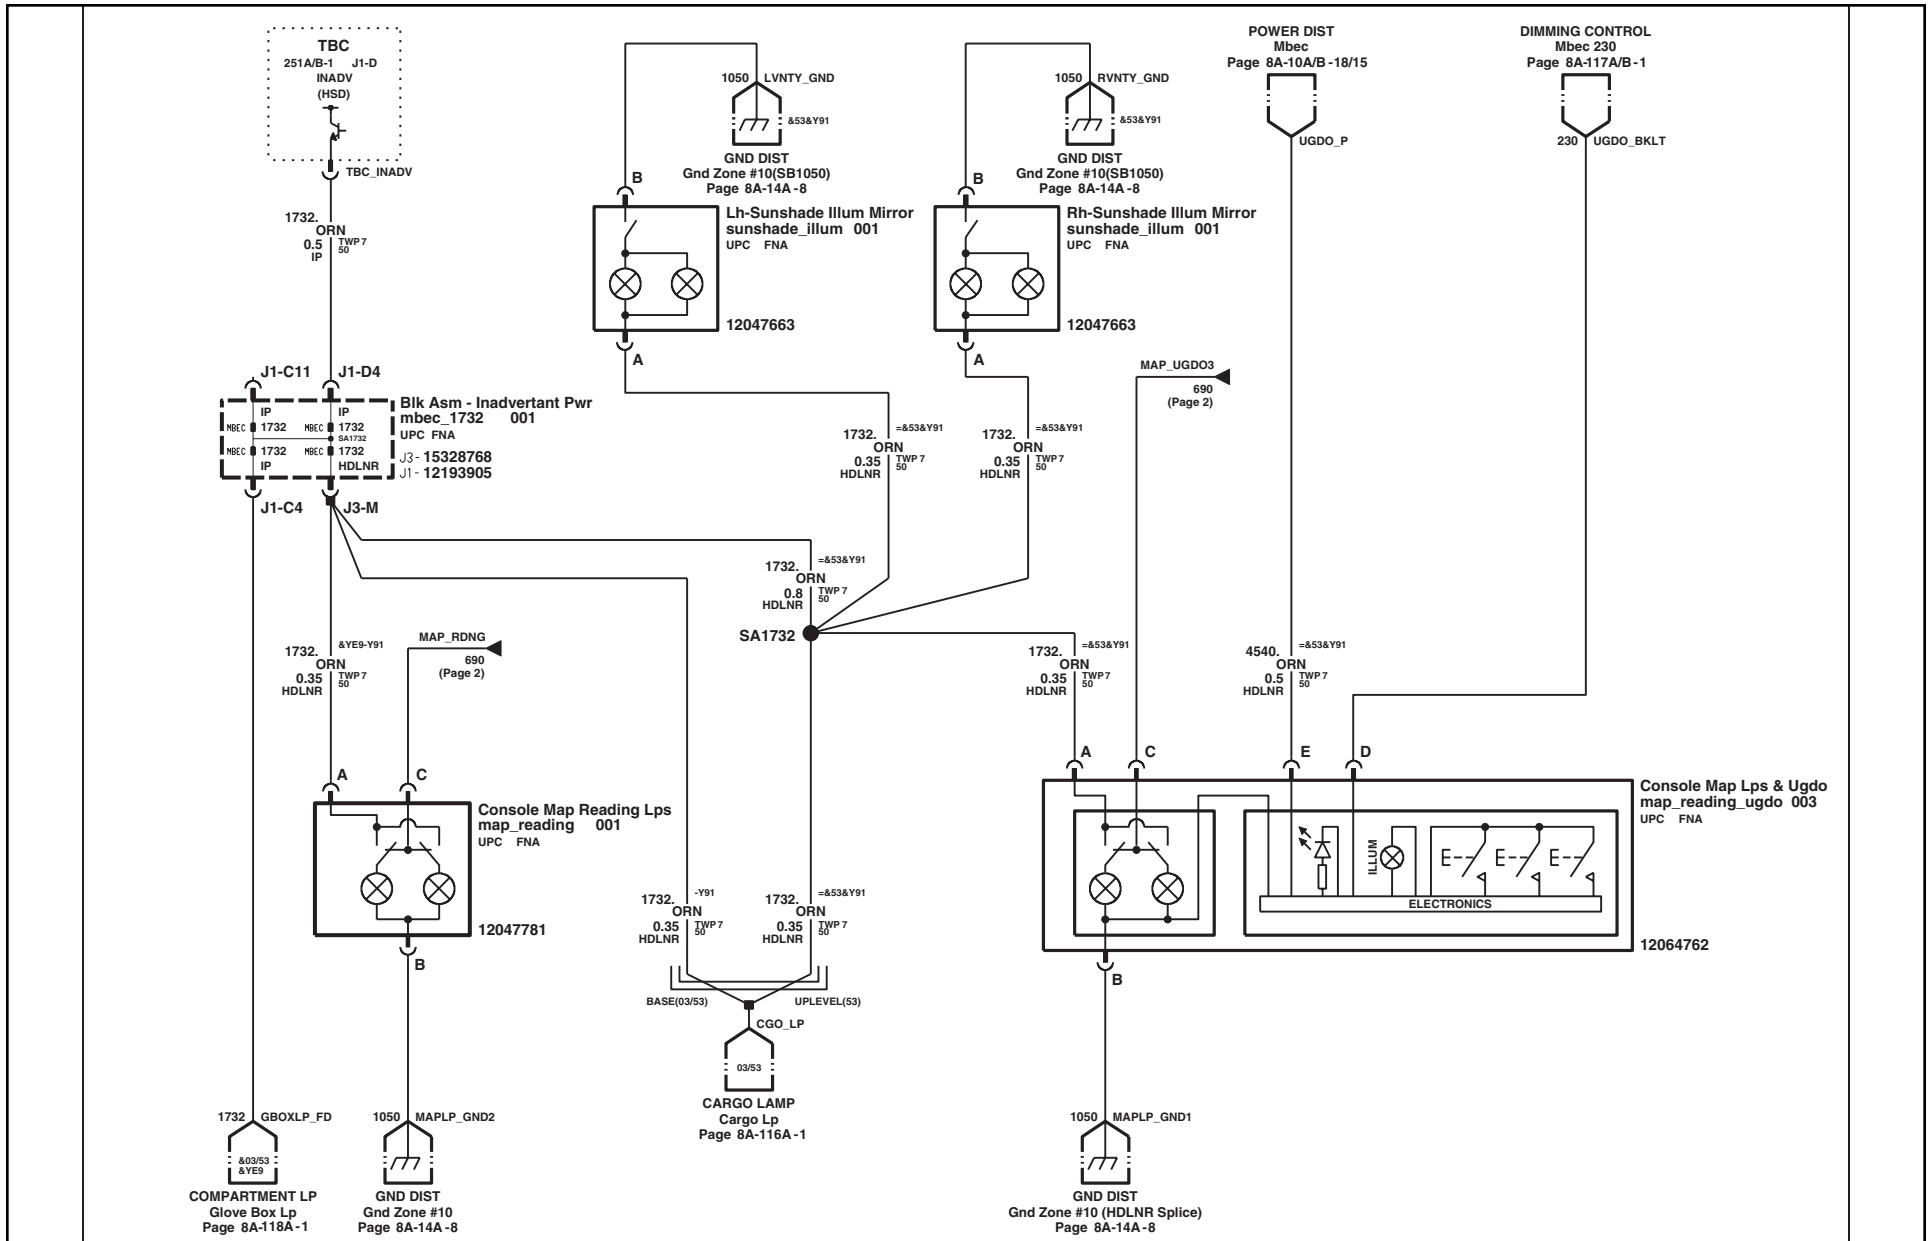 TBC
251A/B-1 J1-D
INADV
(HSD)
TBC_INADV
1732.
ORN
0.5 TWP 7
IP 50
1050 LVNTY_GND
&53&Y91
GND DIST
Gnd Zone #10(SB1050)
Page 8A-14A-8
B
Lh-Sunshade Illum Mirror
sunshade_illum 001
UPC FNA
12047663
A
1050 RVNTY_GND
&53&Y91
GND DIST
Gnd Zone #10(SB1050)
Page 8A-14A-8
B
Rh-Sunshade Illum Mirror
sunshade_illum 001
UPC FNA
12047663
A
POWER DIST
Mbec
Page 8A-10A/B-18/15
UGDO_P
DIMMING CONTROL
Mbec 230
Page 8A-117A/B-1
230 UGDO_BKLT
MAP_UGDO3
690
(Page 2)
J1-C11 J1-D4
IP IP
MBEC 1732 MBEC 1732
SA1732
MBEC 1732 MBEC 1732
IP HDLNR
J1-C4 J3-M
Blk Asm - Inadvertant Pwr
mbec_1732 001
UPC FNA
J3- 15328768
J1- 12193905
1732. =&53&Y91
ORN
0.35 TWP 7
HDLNR 50
1732. =&53&Y91
ORN
0.35 TWP 7
HDLNR 50
1732. =&53&Y91
ORN
0.8 TWP 7
HDLNR 50
SA1732
1732. &YE9-Y91
ORN
0.35 TWP 7
HDLNR 50
MAP_RDNG
690
(Page 2)
1732. =&53&Y91
ORN
0.35 TWP 7
HDLNR 50
4540. =&53&Y91
ORN
0.5 TWP 7
HDLNR 50
A C
Console Map Reading Lps
map_reading 001
UPC FNA
12047781
B
1732. -Y91
ORN
0.35 TWP 7
HDLNR 50
1732. =&53&Y91
ORN
0.35 TWP 7
HDLNR 50
BASE(03/53) UPLEVEL(53)
CGO_LP
03/53
CARGO LAMP
Cargo Lp
Page 8A-116A-1
A C E D
Console Map Lps & Ugdo
map_reading_ugdo 003
UPC FNA
ILLUM
ELECTRONICS
12064762
B
1732 GBOXLP_FD
&03/53
&YE9
COMPARTMENT LP
Glove Box Lp
Page 8A-118A-1
1050 MAPLP_GND2
GND DIST
Gnd Zone #10
Page 8A-14A-8
1050 MAPLP_GND1
GND DIST
Gnd Zone #10 (HDLNR Splice)
Page 8A-14A-8